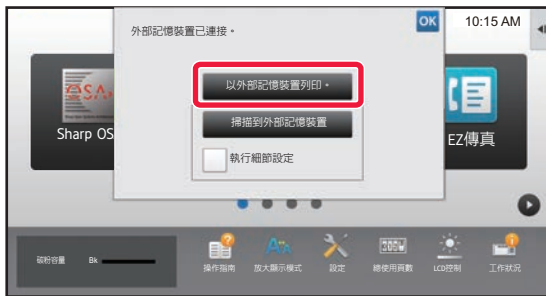 外部記憶裝置已連接。
OK
10:15 AM
以外部記憶裝置列印。
掃描到外部記憶裝置
執行細節設定
OSA
Sharp OS
EZ傳真
碳粉容量
Bk
操作指南
放大顯示模式
設定
總使用頁數
LCD控制
工作狀況